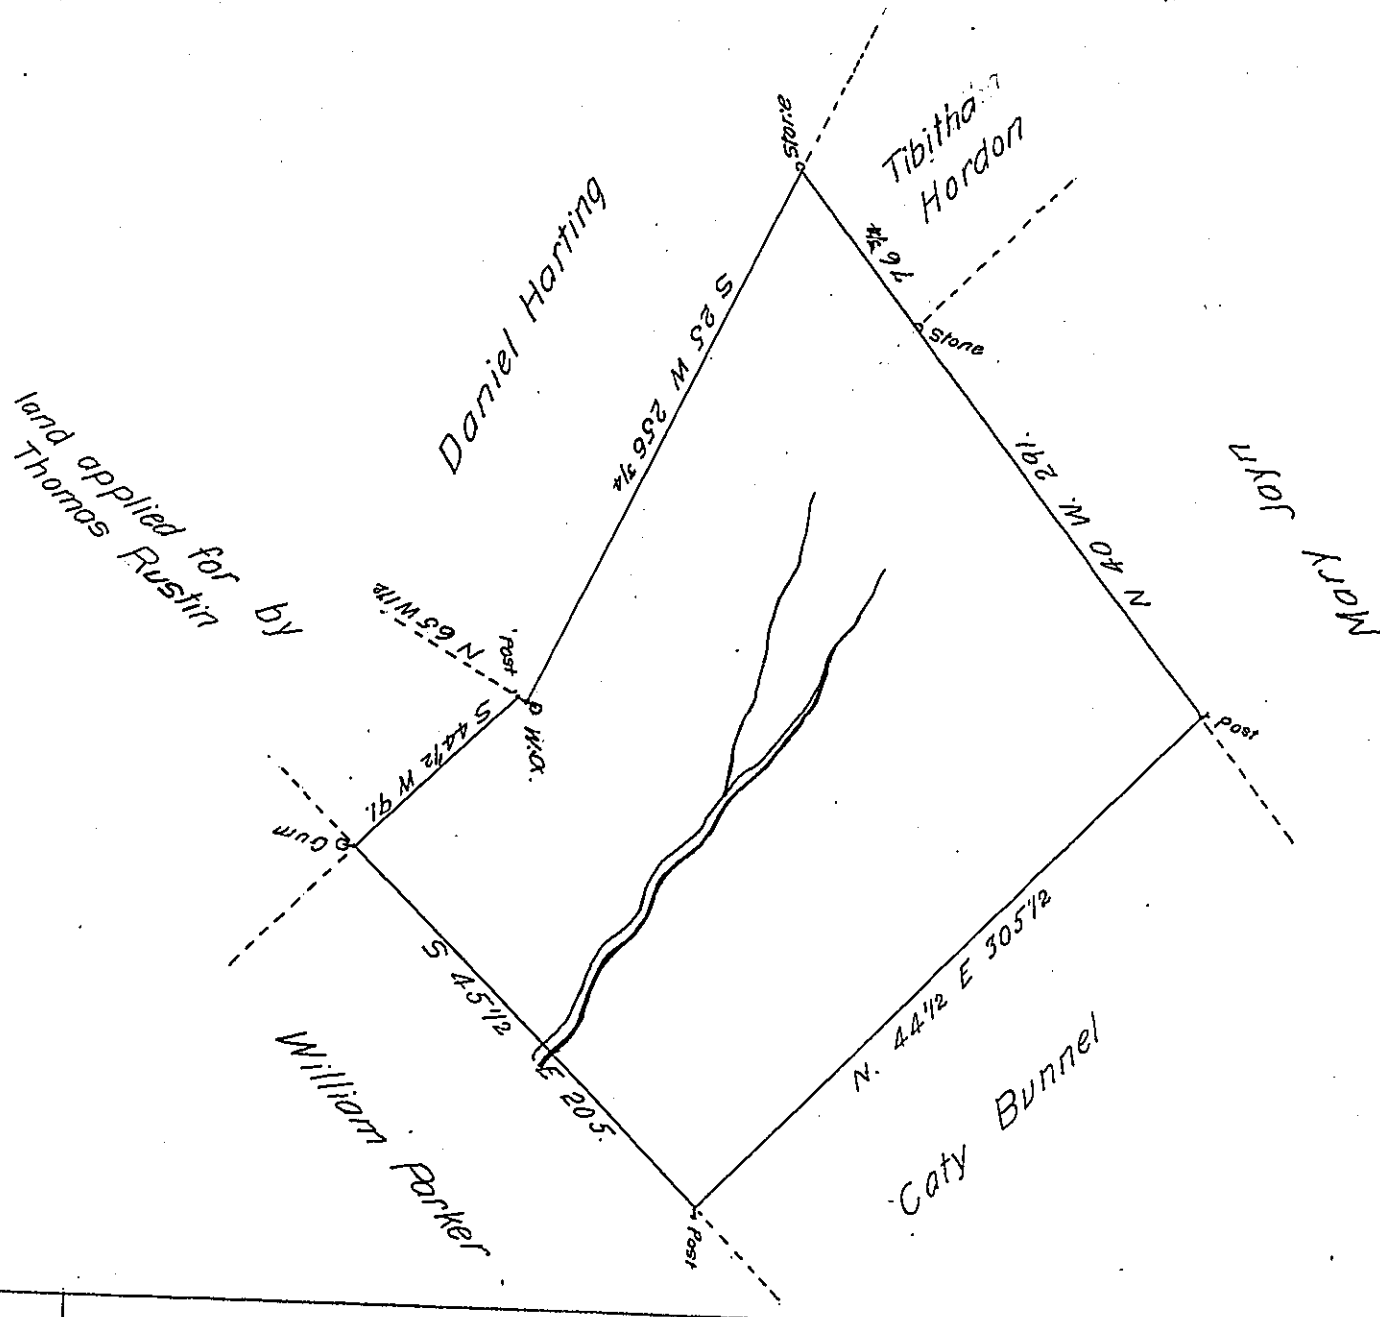 Tibitha
Hordon
Stone
76 3/4
Stone
Daniel Harting
S 25 W 256 3/4
N 40 W. 291.
Mary Jayn
land applied for by
Thomas Rustin
N 65 W
Post
W.O.
S 44 1/2 W 91.
Gum
Post
S 45 1/2 E 205.
N. 44 1/2 E 305 1/2
William Parker
Caty Bunnel
Post